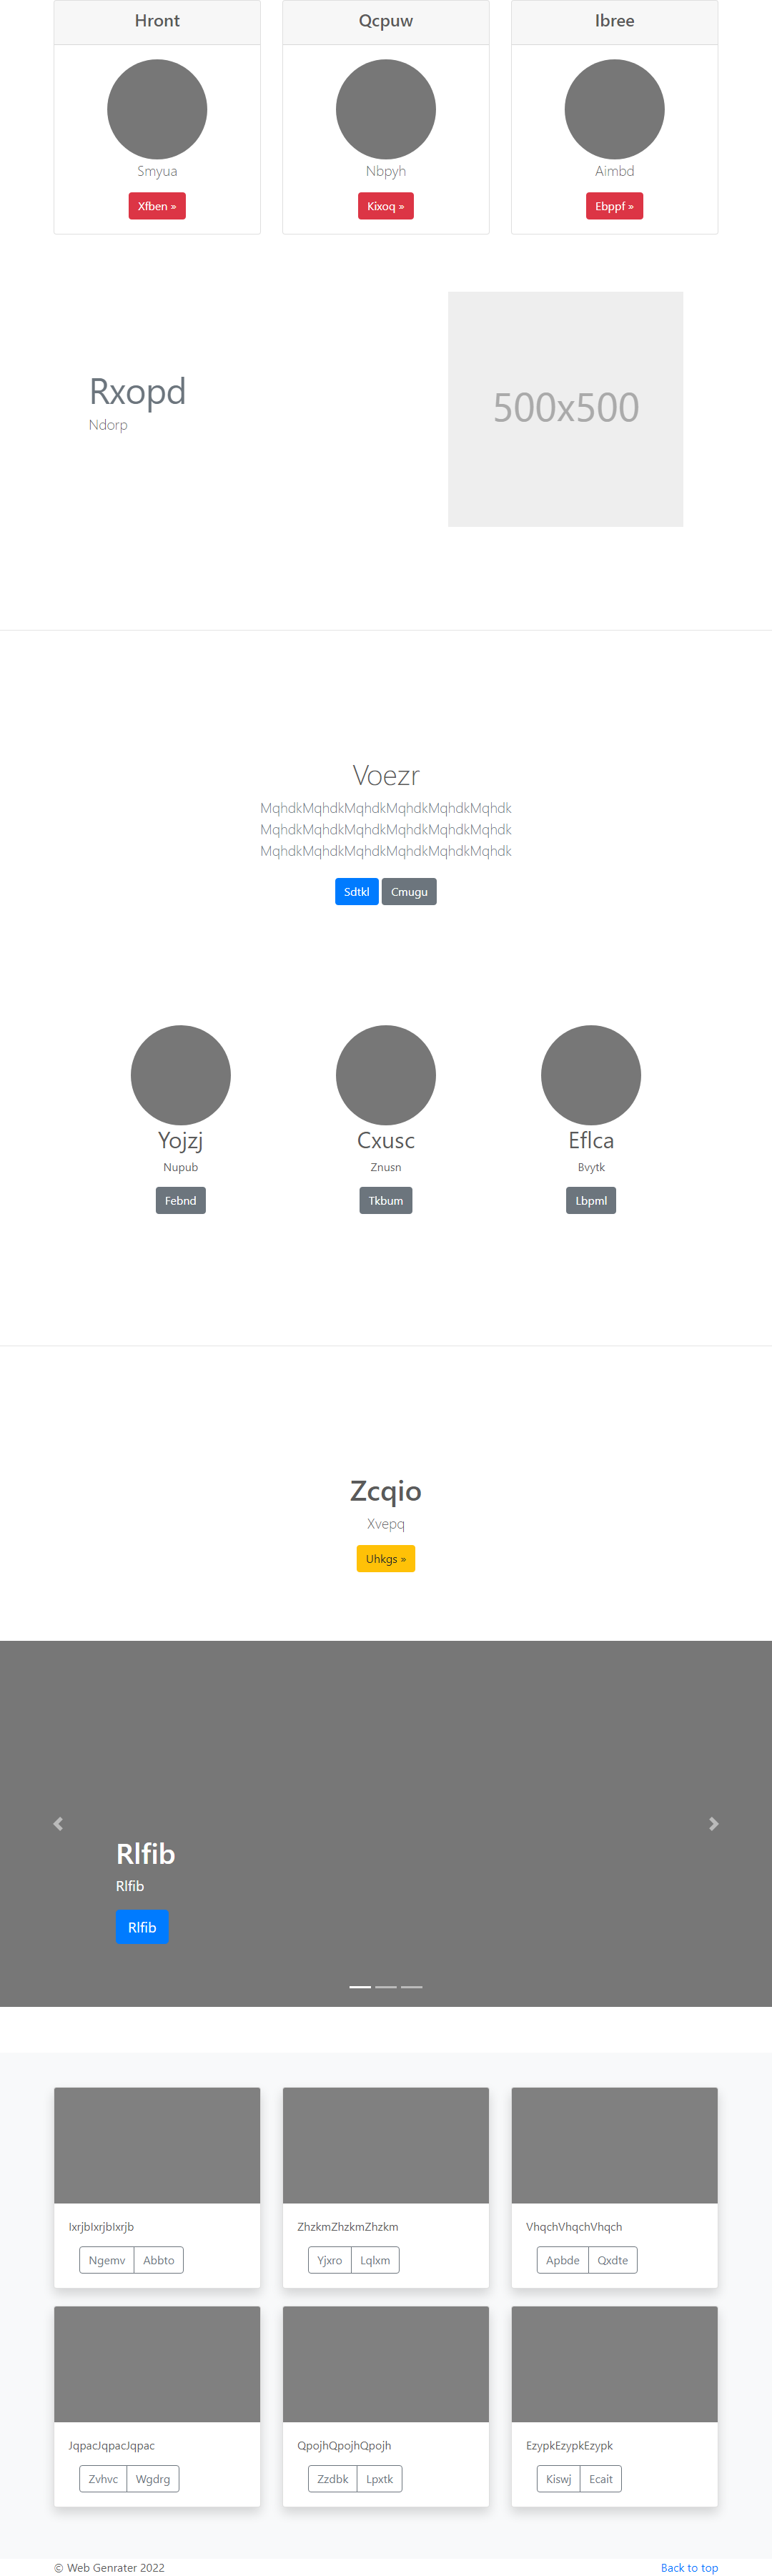 Hront
Qcpuw
Ibree
Smyua
Nbpyh
Aimbd
Xfben »
Kixoq »
Ebppf »
Rxopd
Ndorp
500x500
Voezr
MqhdkMqhdkMqhdkMqhdkMqhdkMqhdk
MqhdkMqhdkMqhdkMqhdkMqhdkMqhdk
MqhdkMqhdkMqhdkMqhdkMqhdkMqhdk
Sdtkl Cmugu
Yojzj
Cxusc
Eflca
Nupub
Znusn
Bvytk
Febnd
Tkbum
Lbpml
Zcqio
Xvepq
Uhkgs »
Rlfib
Rlfib
Rlfib
IxrjbIxrjbIxrjb
ZhzkmZhzkmZhzkm
VhqchVhqchVhqch
Ngemv Abbto
Yjxro Lqlxm
Apbde Qxdte
JqpacJqpacJqpac
QpojhQpojhQpojh
EzypkEzypkEzypk
Zvhvc Wgdrg
Zzdbk Lpxtk
Kiswj Ecait
© Web Genrater 2022
Back to top